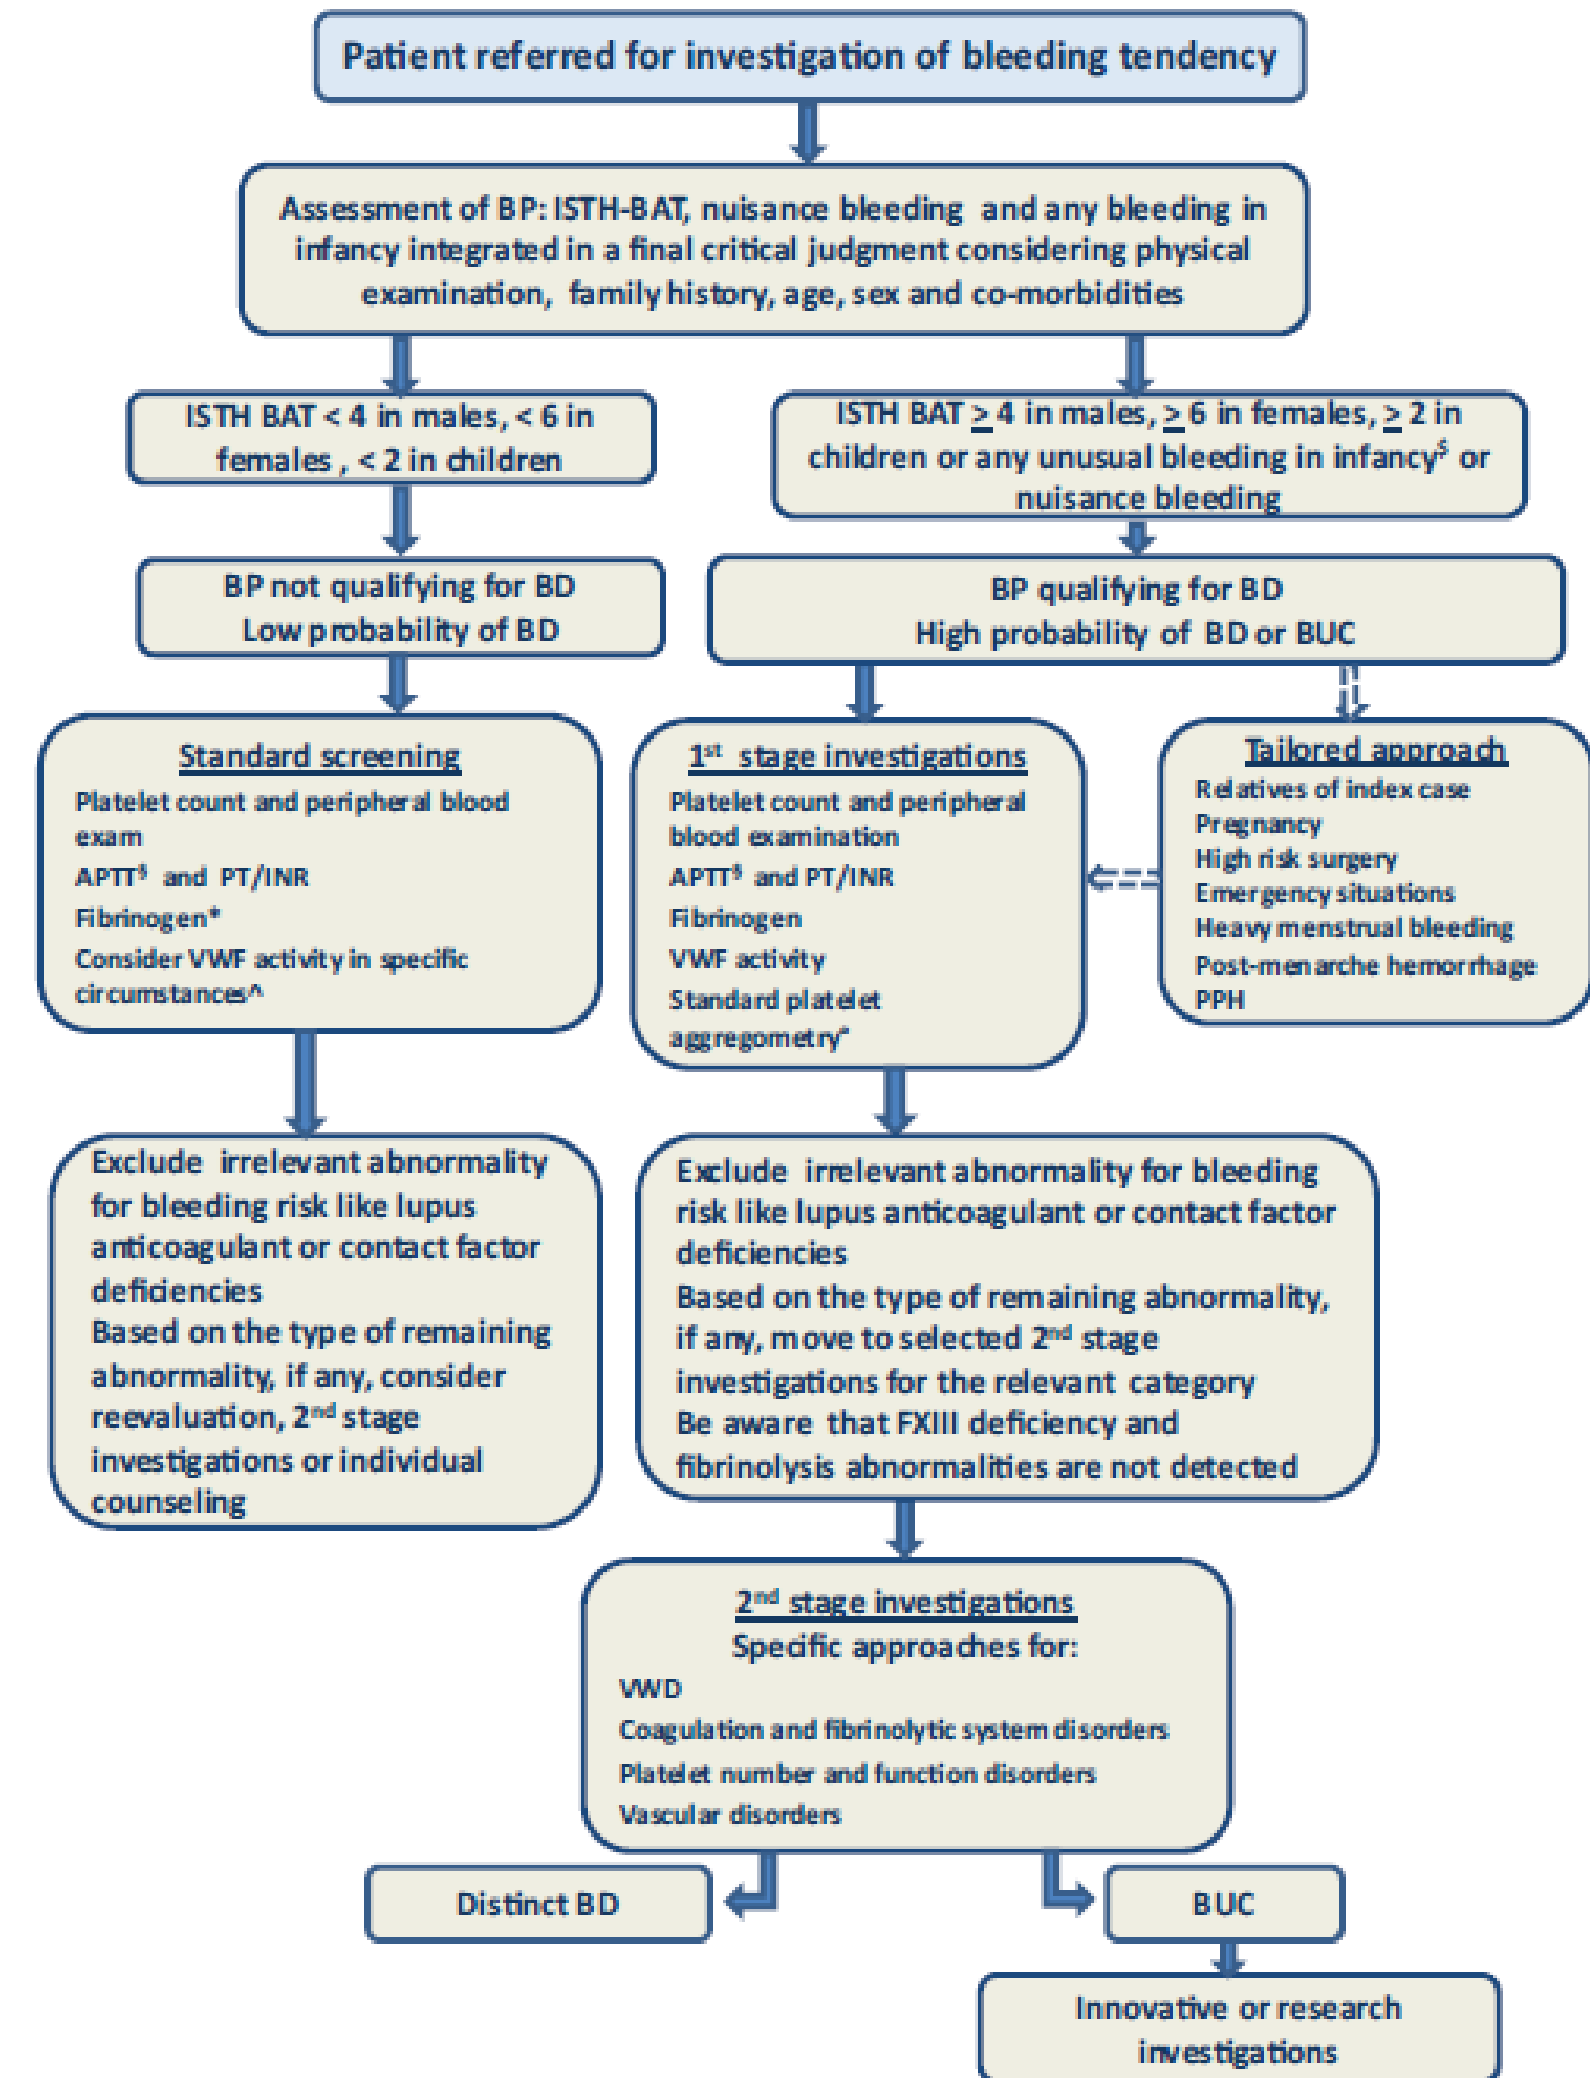 Patient referred for investigation of bleeding tendency
Assessment of BP: ISTH-BAT, nuisance bleeding and any bleeding in
infancy integrated in a final critical judgment considering physical
examination, family history, age, sex and co-morbidities
ISTH BAT < 4 in males, < 6 in
females , < 2 in children
ISTH BAT ≥ 4 in males, ≥ 6 in females, ≥ 2 in
children or any unusual bleeding in infancy$ or
nuisance bleeding
BP not qualifying for BD
Low probability of BD
BP qualifying for BD
High probability of BD or BUC
Standard screening
Platelet count and peripheral blood
exam
APTT§ and PT/INR
Fibrinogen*
Consider VWF activity in specific
circumstances^
1st stage investigations
Platelet count and peripheral
blood examination
APTT§ and PT/INR
Fibrinogen
VWF activity
Standard platelet
aggregometry°
Tailored approach
Relatives of index case
Pregnancy
High risk surgery
Emergency situations
Heavy menstrual bleeding
Post-menarche hemorrhage
PPH
Exclude irrelevant abnormality
for bleeding risk like lupus
anticoagulant or contact factor
deficiencies
Based on the type of remaining
abnormality, if any, consider
reevaluation, 2nd stage
investigations or individual
counseling
Exclude irrelevant abnormality for bleeding
risk like lupus anticoagulant or contact factor
deficiencies
Based on the type of remaining abnormality,
if any, move to selected 2nd stage
investigations for the relevant category
Be aware that FXIII deficiency and
fibrinolysis abnormalities are not detected
2nd stage investigations
Specific approaches for:
VWD
Coagulation and fibrinolytic system disorders
Platelet number and function disorders
Vascular disorders
Distinct BD
BUC
Innovative or research
investigations